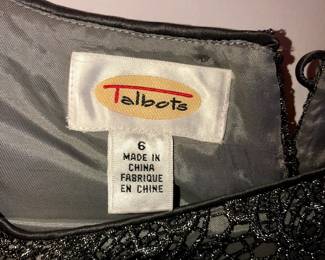 Talbots
6
MADE IN
CHINA
FABRIQUE
EN CHINE